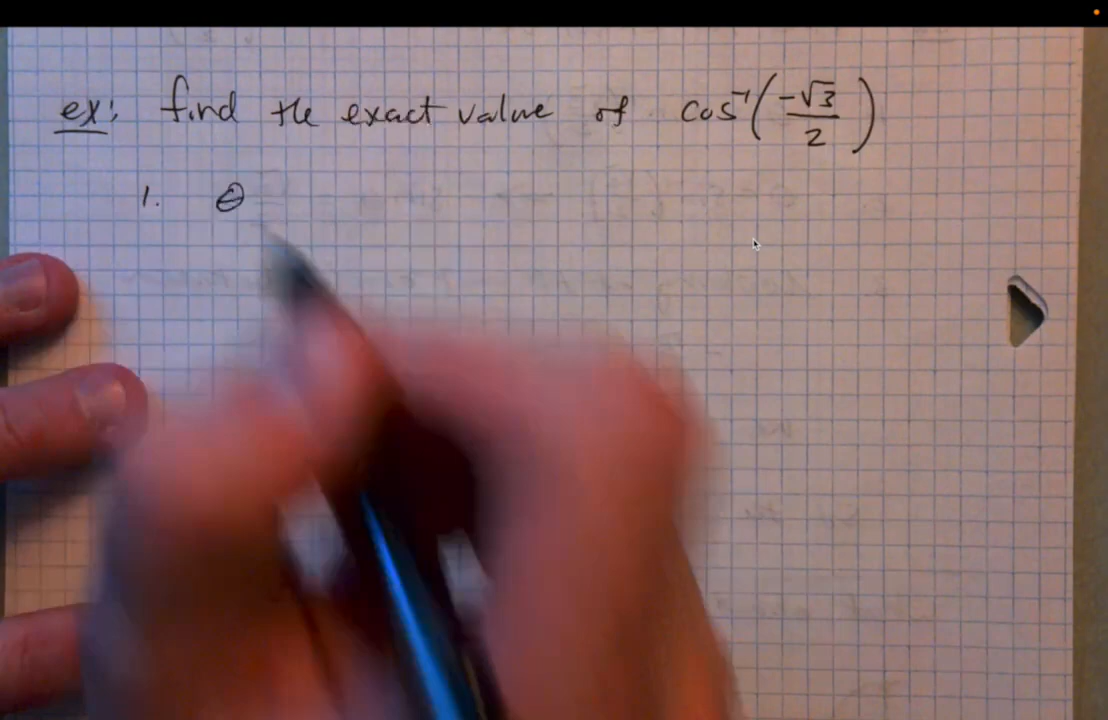 ex: find the exact value of cos⁻¹(-√3/2)
1. θ